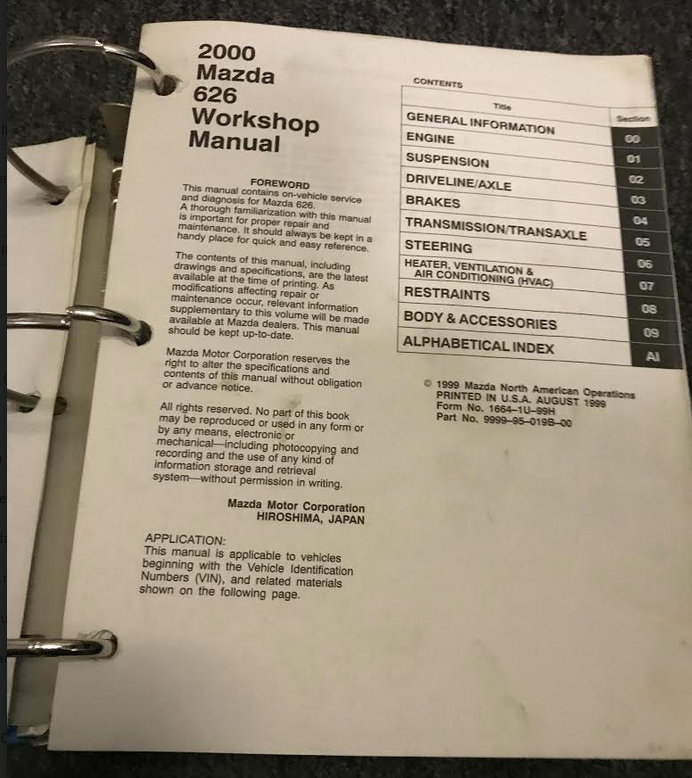 2000
Mazda
626
Workshop
Manual
FOREWORD
This manual contains on-vehicle service
and diagnosis for Mazda 626.
A thorough familiarization with this manual
is important for proper repair and
maintenance. It should always be kept in a
handy place for quick and easy reference.
The contents of this manual, including
drawings and specifications, are the latest
available at the time of printing. As
modifications affecting repair or
maintenance occur, relevant information
supplementary to this volume will be made
available at Mazda dealers. This manual
should be kept up-to-date.
Mazda Motor Corporation reserves the
right to alter the specifications and
contents of this manual without obligation
or advance notice.
All rights reserved. No part of this book
may be reproduced or used in any form or
by any means, electronic or
mechanical—including photocopying and
recording and the use of any kind of
information storage and retrieval
system—without permission in writing.
Mazda Motor Corporation
HIROSHIMA, JAPAN
APPLICATION:
This manual is applicable to vehicles
beginning with the Vehicle Identification
Numbers (VIN), and related materials
shown on the following page.
CONTENTS
Title Section
GENERAL INFORMATION 00
ENGINE 01
SUSPENSION 02
DRIVELINE/AXLE 03
BRAKES 04
TRANSMISSION/TRANSAXLE 05
STEERING 06
HEATER, VENTILATION &
AIR CONDITIONING (HVAC) 07
RESTRAINTS 08
BODY & ACCESSORIES 09
ALPHABETICAL INDEX AI
© 1999 Mazda North American Operations
PRINTED IN U.S.A. AUGUST 1999
Form No. 1664–1U–99H
Part No. 9999–95–019B–00